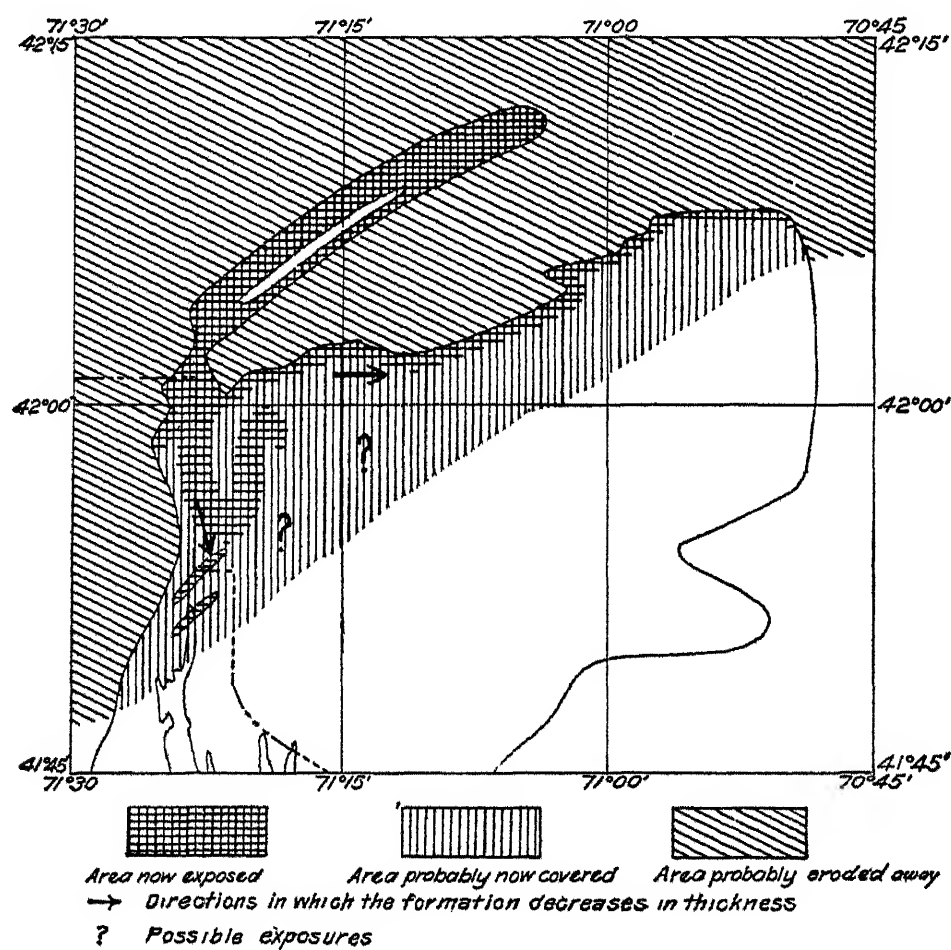 71°30' 71°15' 71°00' 70°45'
42°15' 42°15'
?
42°00' 42°00'
?
41°45' 41°45'
71°30' 71°15' 71°00' 70°45'
Area now exposed Area probably now covered Area probably eroded away
→ Directions in which the formation decreases in thickness
? Possible exposures